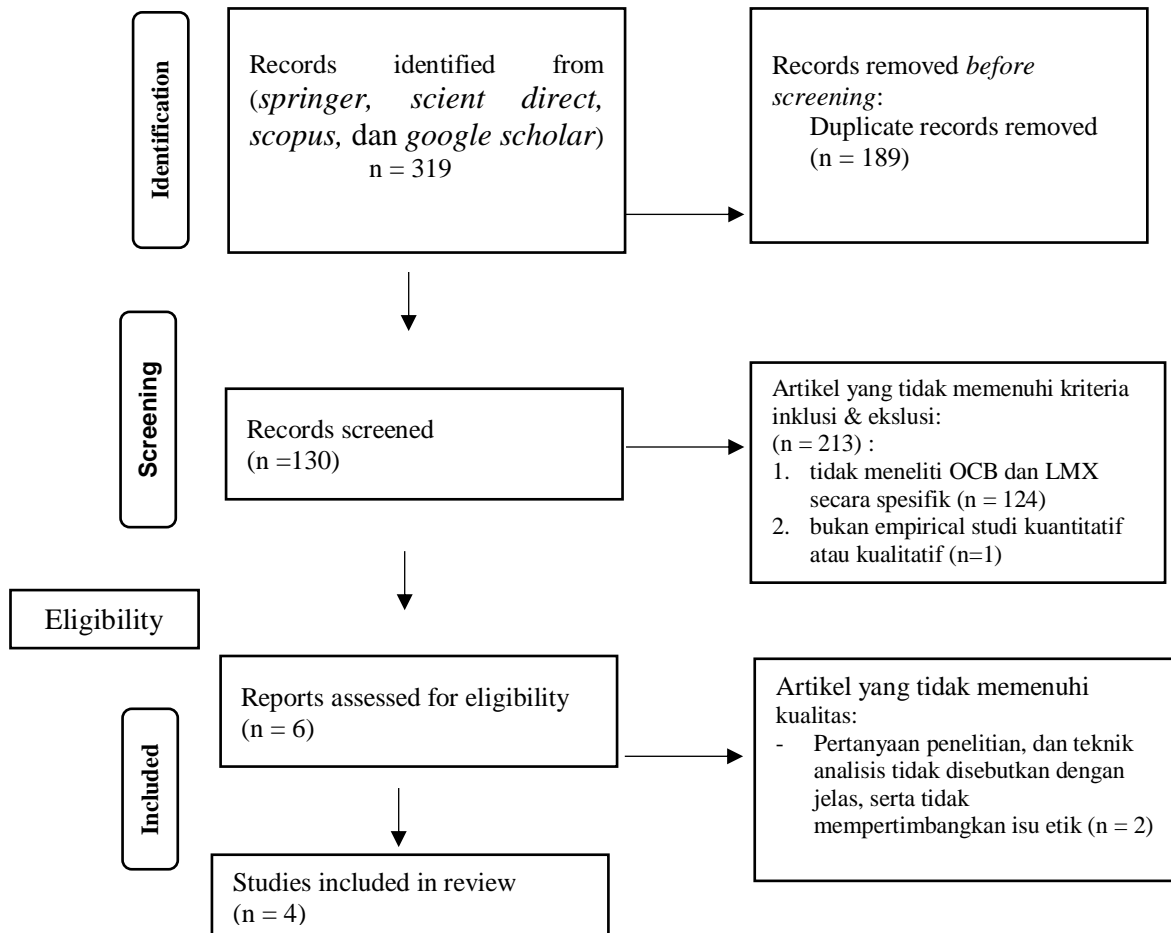 Identification
Records identified from
(springer, scient direct,
scopus, dan google scholar)
n = 319
Records removed before
screening:
Duplicate records removed
(n = 189)
Screening
Records screened
(n =130)
Artikel yang tidak memenuhi kriteria
inklusi & ekslusi:
(n = 213) :
1. tidak meneliti OCB dan LMX
secara spesifik (n = 124)
2. bukan empirical studi kuantitatif
atau kualitatif (n=1)
Eligibility
Reports assessed for eligibility
(n = 6)
Artikel yang tidak memenuhi
kualitas:
- Pertanyaan penelitian, dan teknik
analisis tidak disebutkan dengan
jelas, serta tidak
mempertimbangkan isu etik (n = 2)
Included
Studies included in review
(n = 4)